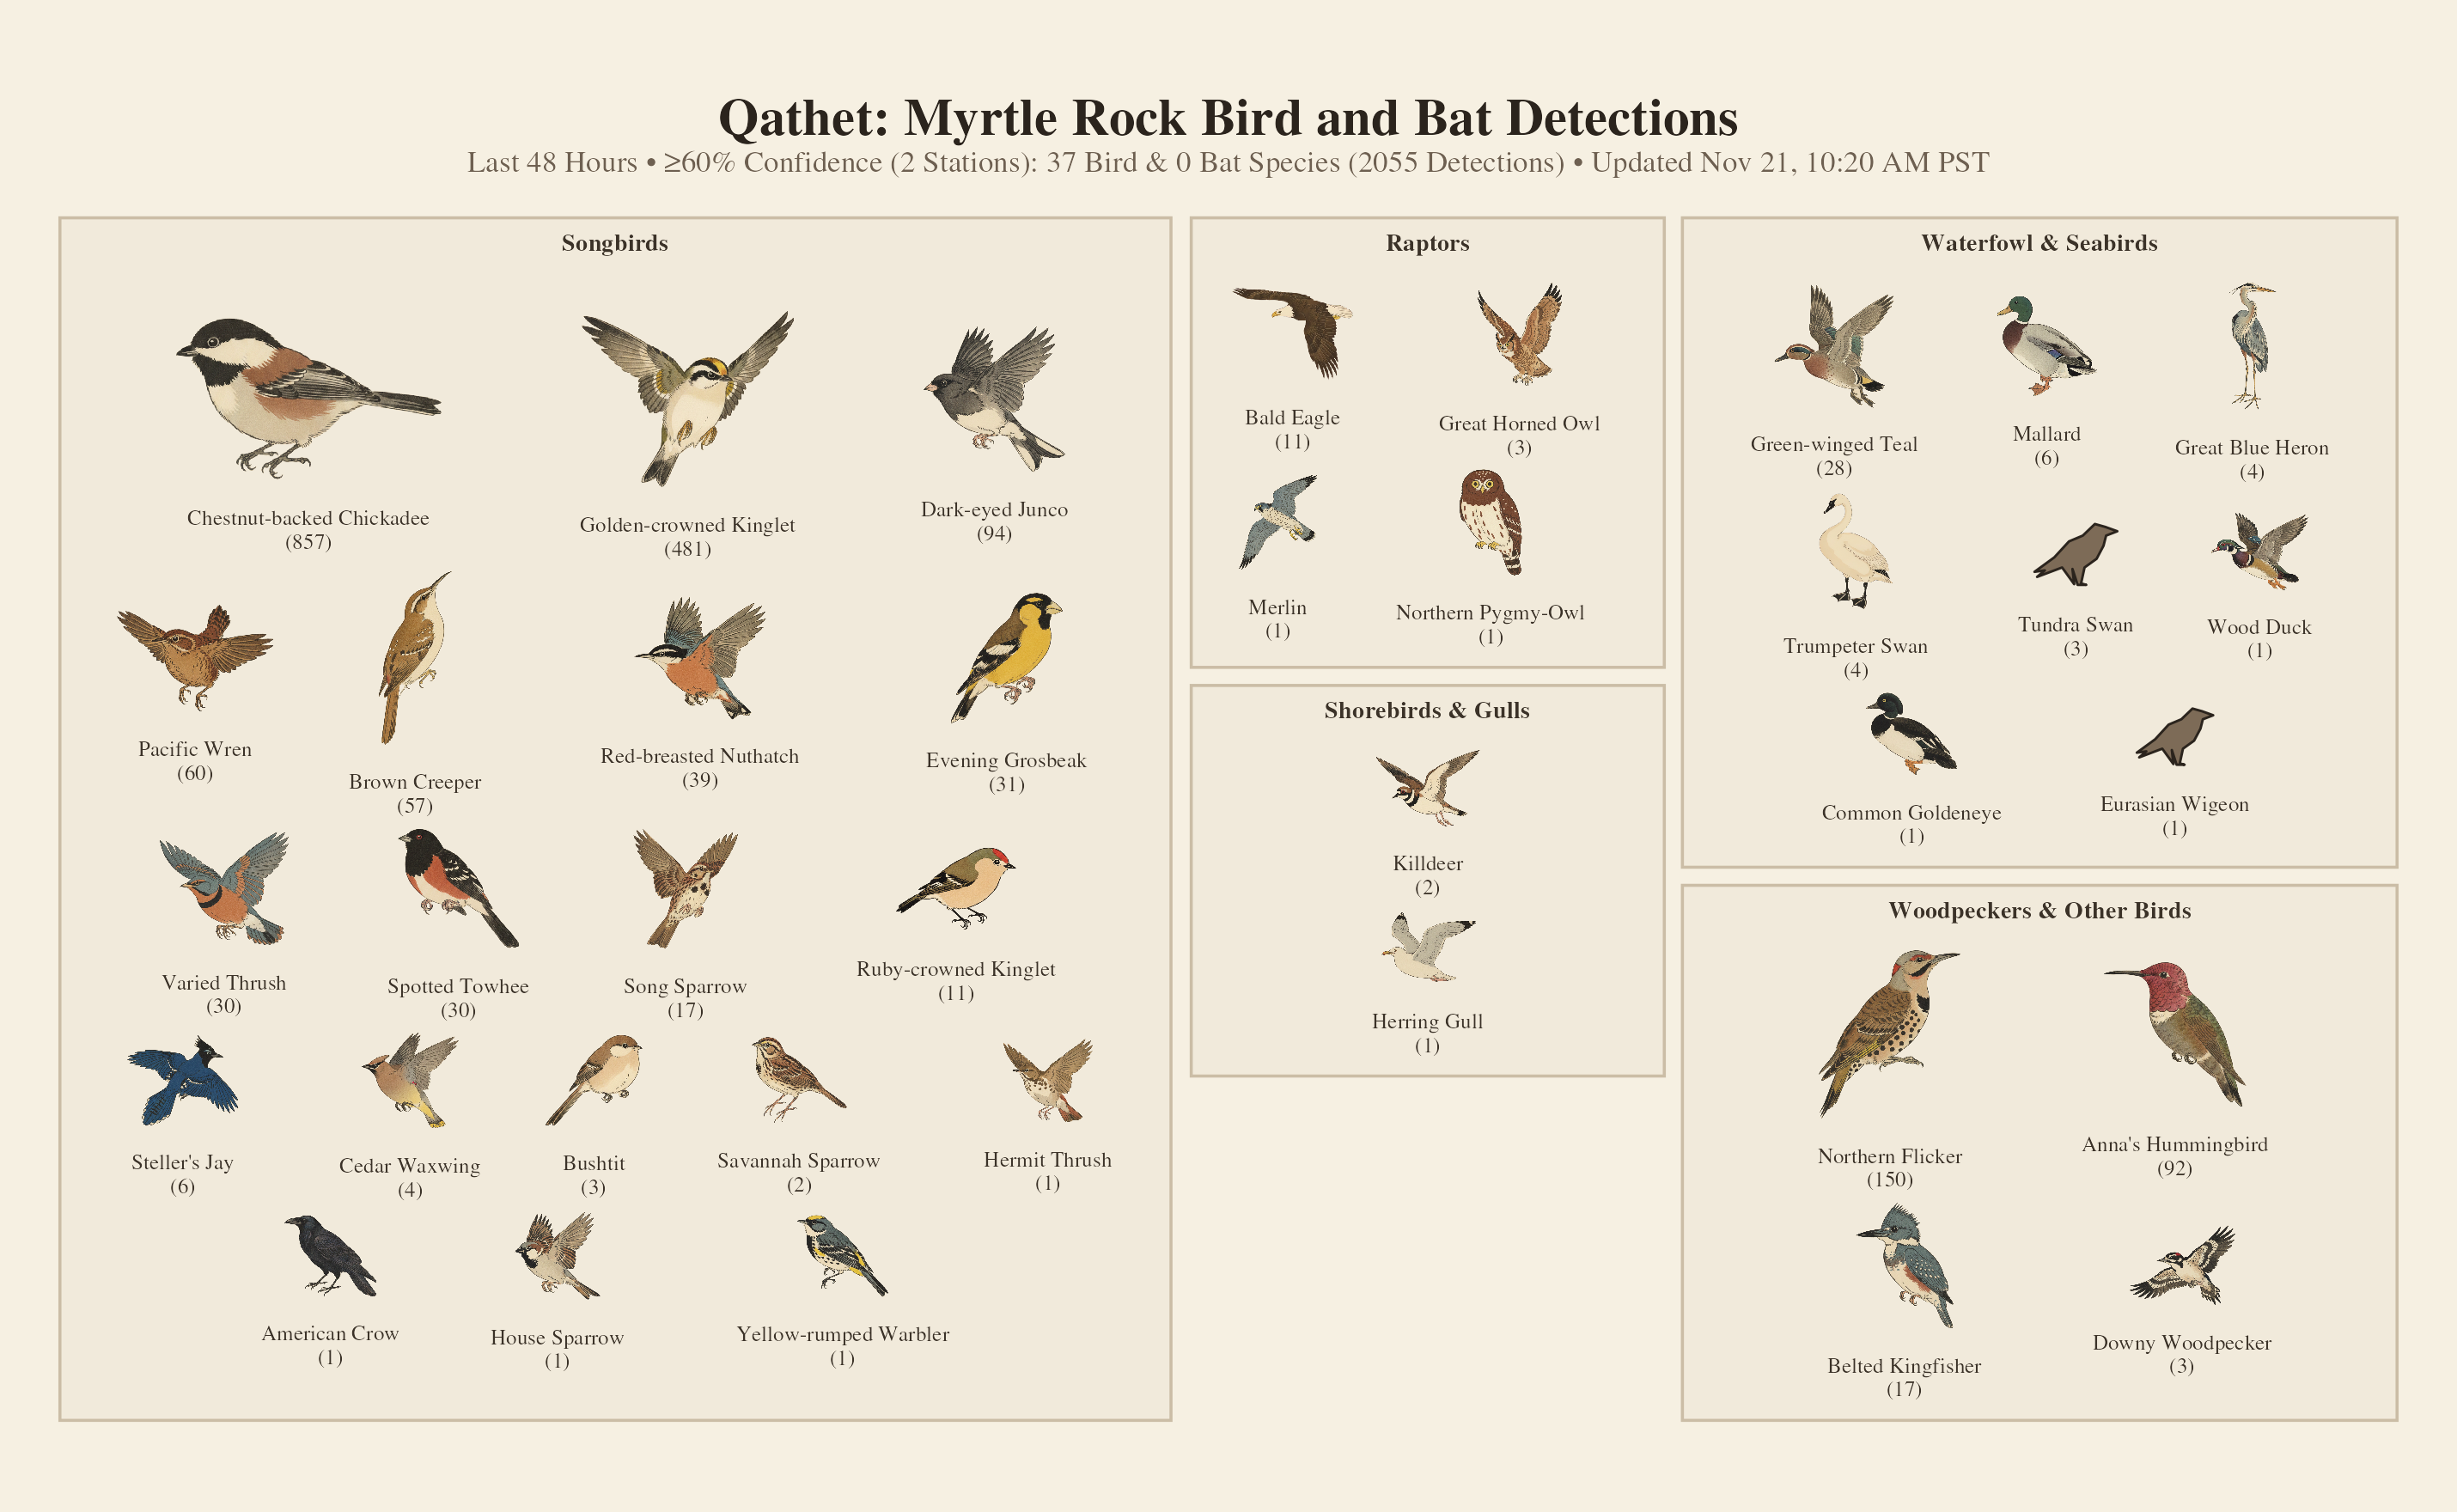 Qathet: Myrtle Rock Bird and Bat Detections
Last 48 Hours • ≥60% Confidence (2 Stations): 37 Bird & 0 Bat Species (2055 Detections) • Updated Nov 21, 10:20 AM PST
Songbirds
Chestnut-backed Chickadee
(857)
Golden-crowned Kinglet
(481)
Dark-eyed Junco
(94)
Pacific Wren
(60)
Brown Creeper
(57)
Red-breasted Nuthatch
(39)
Evening Grosbeak
(31)
Varied Thrush
(30)
Spotted Towhee
(30)
Song Sparrow
(17)
Ruby-crowned Kinglet
(11)
Steller's Jay
(6)
Cedar Waxwing
(4)
Bushtit
(3)
Savannah Sparrow
(2)
Hermit Thrush
(1)
American Crow
(1)
House Sparrow
(1)
Yellow-rumped Warbler
(1)
Raptors
Bald Eagle
(11)
Great Horned Owl
(3)
Merlin
(1)
Northern Pygmy-Owl
(1)
Shorebirds & Gulls
Killdeer
(2)
Herring Gull
(1)
Waterfowl & Seabirds
Green-winged Teal
(28)
Mallard
(6)
Great Blue Heron
(4)
Trumpeter Swan
(4)
Tundra Swan
(3)
Wood Duck
(1)
Common Goldeneye
(1)
Eurasian Wigeon
(1)
Woodpeckers & Other Birds
Northern Flicker
(150)
Anna's Hummingbird
(92)
Belted Kingfisher
(17)
Downy Woodpecker
(3)